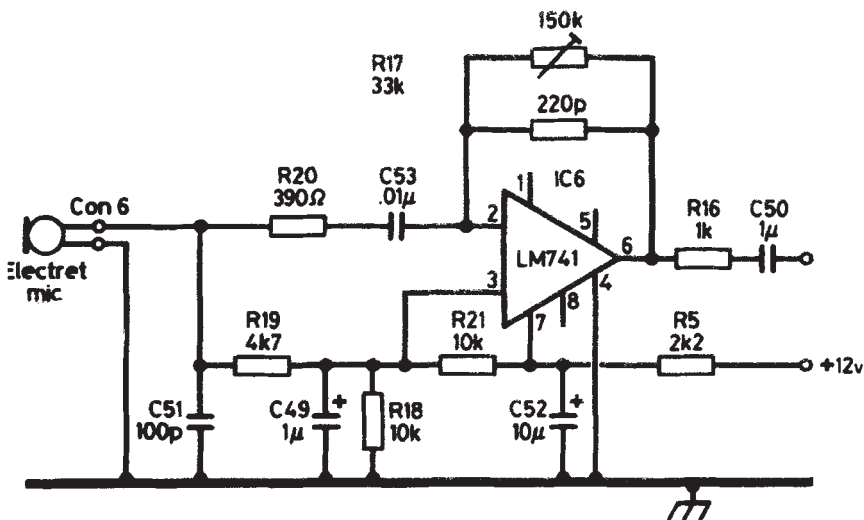 150k
R17
33k
220p
R20
390Ω
C53
.01μ
1
IC6
Con 6
2
5
R16
1k
C50
1μ
LM741
6
Electret
mic
3
4
8
7
R19
4k7
R21
10k
R5
2k2
+12v
C51
100p
C49
1μ
+
R18
10k
C52
10μ
+